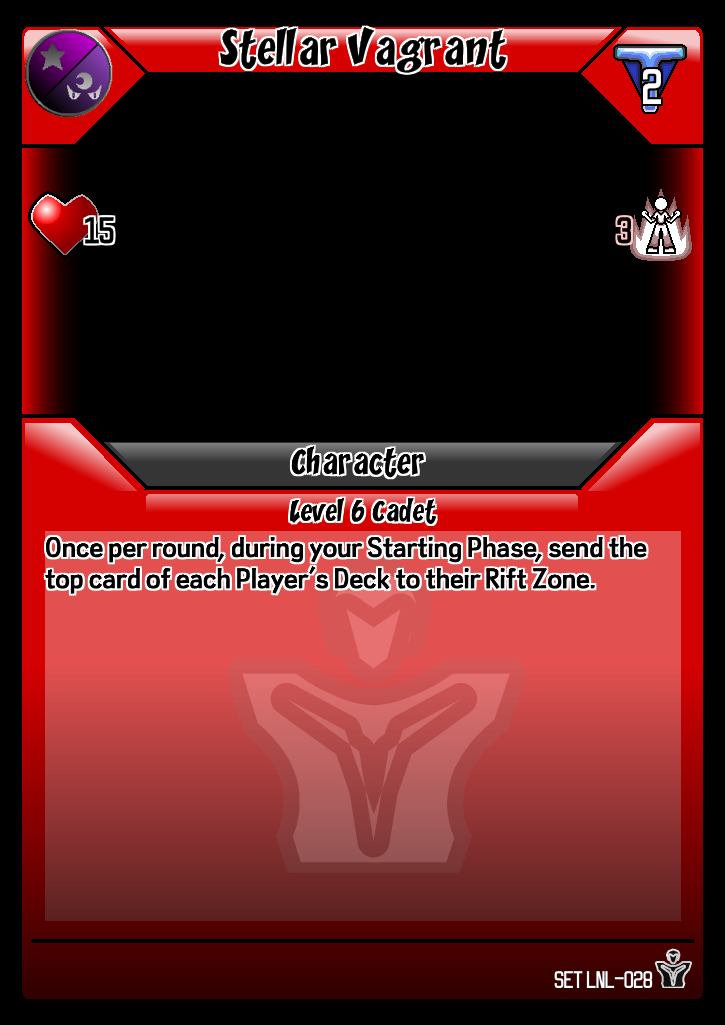 Stellar Vagrant
2
15
3
Character
Level 6 Cadet
Once per round, during your Starting Phase, send the
top card of each Player's Deck to their Rift Zone.
SET LNL-028